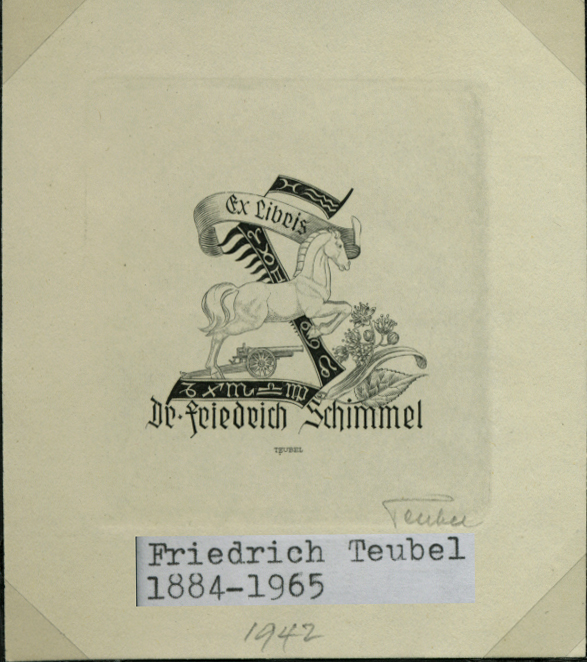 Ex Libris
Dr. Friedrich Schimmel
TEUBEL
Teubel
Friedrich Teubel
1884-1965
1942